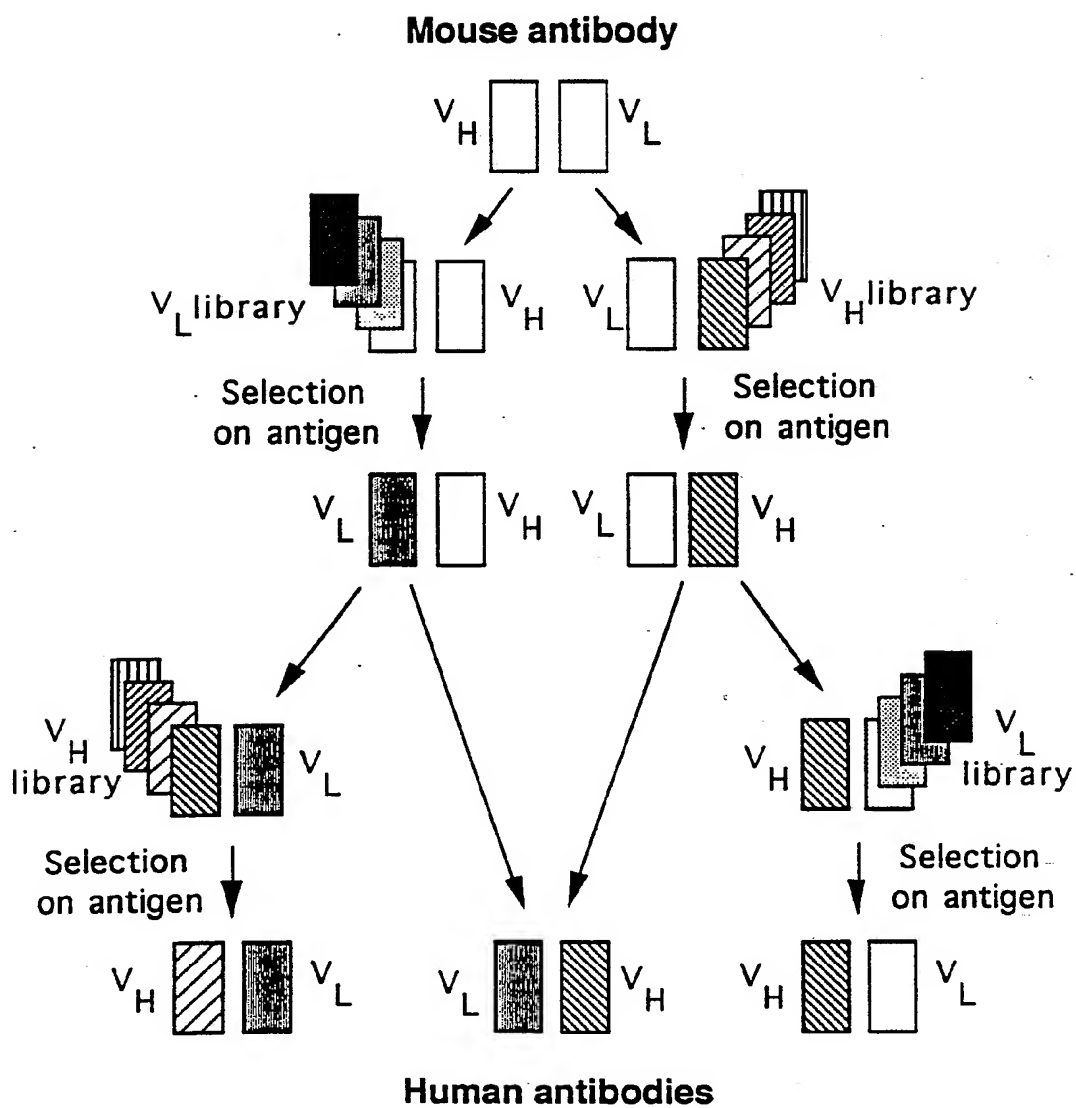 Mouse antibody
VH VL
VL library VH VL VH library
Selection on antigen Selection on antigen
VL VH VL VH
VH library VL VH VL library
Selection on antigen Selection on antigen
VH VL VL VH VH VL
Human antibodies